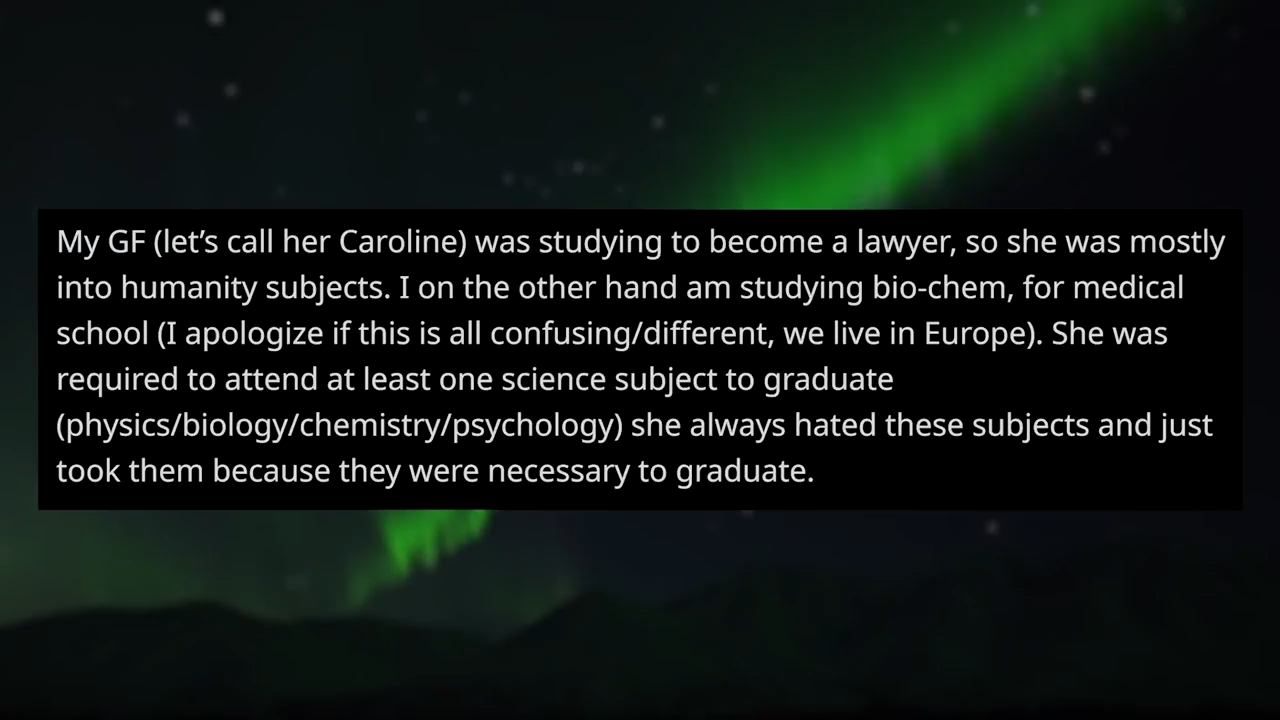 My GF (let’s call her Caroline) was studying to become a lawyer, so she was mostly
into humanity subjects. I on the other hand am studying bio-chem, for medical
school (I apologize if this is all confusing/different, we live in Europe). She was
required to attend at least one science subject to graduate
(physics/biology/chemistry/psychology) she always hated these subjects and just
took them because they were necessary to graduate.